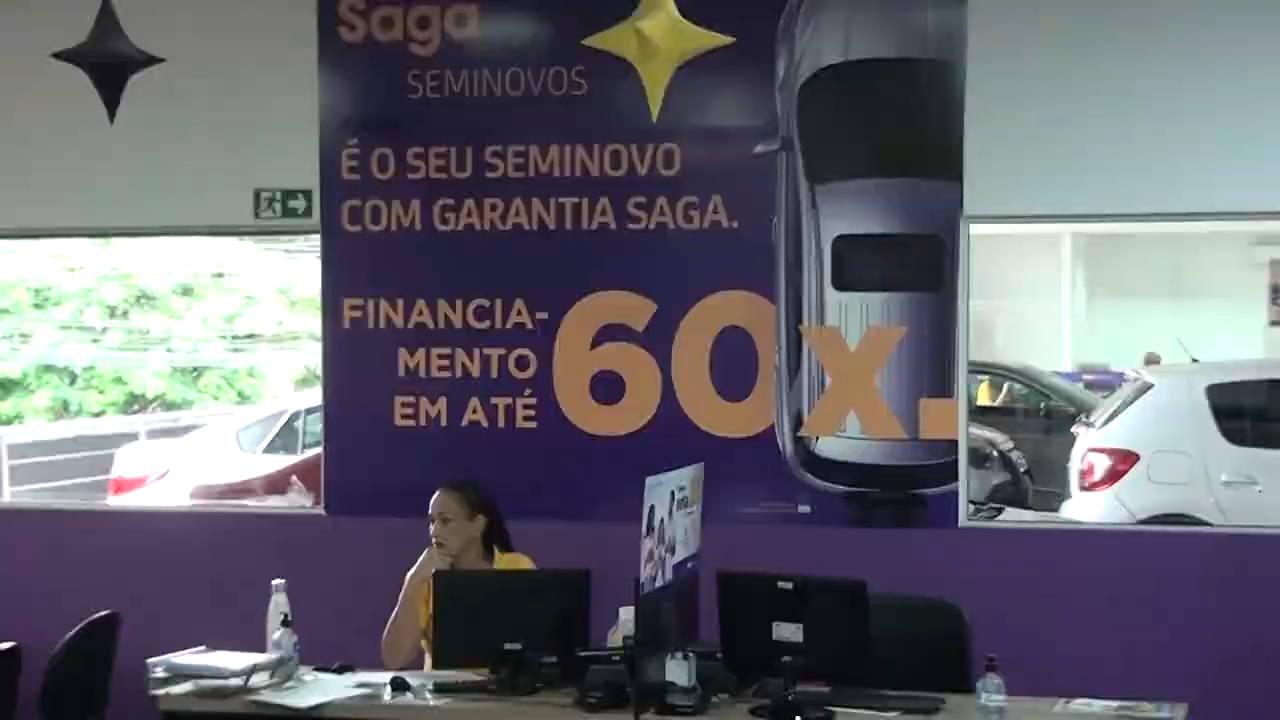 Saga
SEMINOVOS
É O SEU SEMINOVO
COM GARANTIA SAGA.
FINANCIA-
MENTO
EM ATÉ
60x.